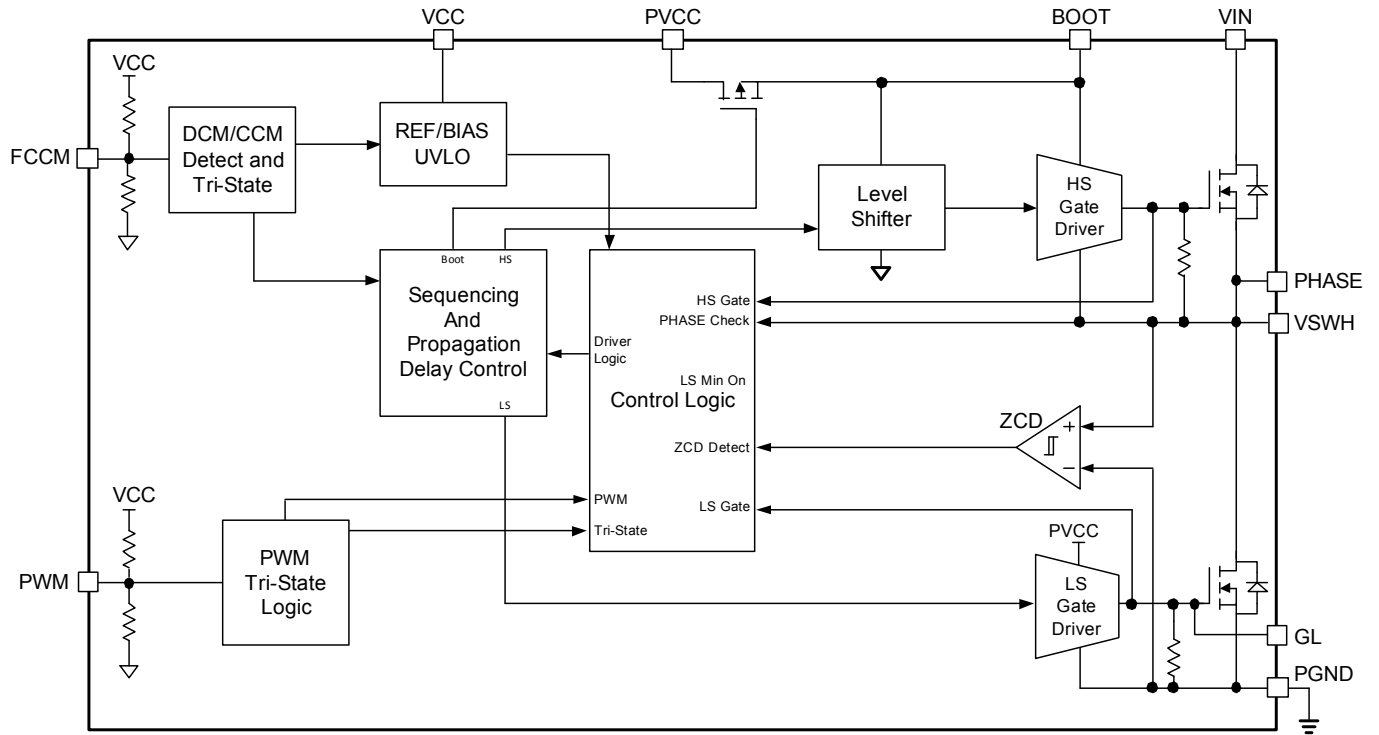 VCC
PVCC
BOOT
VIN
VCC
FCCM
DCM/CCM
Detect and
Tri-State
REF/BIAS
UVLO
Level
Shifter
HS
Gate
Driver
Boot
HS
Sequencing
And
Propagation
Delay Control
LS
HS Gate
PHASE Check
Driver
Logic
LS Min On
Control Logic
ZCD Detect
LS Gate
PWM
Tri-State
PHASE
VSWH
ZCD
+
−
VCC
PWM
PWM
Tri-State
Logic
PVCC
LS
Gate
Driver
GL
PGND